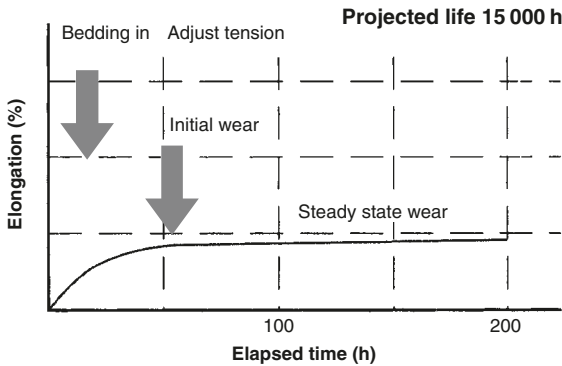 Projected life 15 000 h
Bedding in
Adjust tension
Initial wear
Steady state wear
Elongation (%)
100
200
Elapsed time (h)